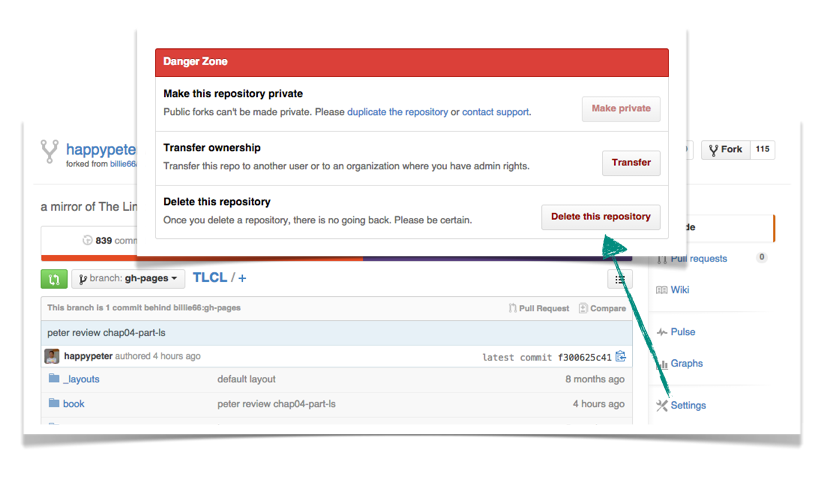 Danger Zone
Make this repository private
Public forks can't be made private. Please duplicate the repository or contact support.
Make private
Transfer ownership
Transfer this repo to another user or to an organization where you have admin rights.
Transfer
Delete this repository
Once you delete a repository, there is no going back. Please be certain.
Delete this repository
happypete
forked from billie66
Fork 115
a mirror of The Lin
839 comm
de
Pull requests 0
branch: gh-pages
TLCL / +
Wiki
This branch is 1 commit behind billie66:gh-pages
Pull Request
Compare
peter review chap04-part-ls
Pulse
happypeter authored 4 hours ago
latest commit f300625c41
Graphs
_layouts default layout 8 months ago
book peter review chap04-part-ls 4 hours ago
Settings